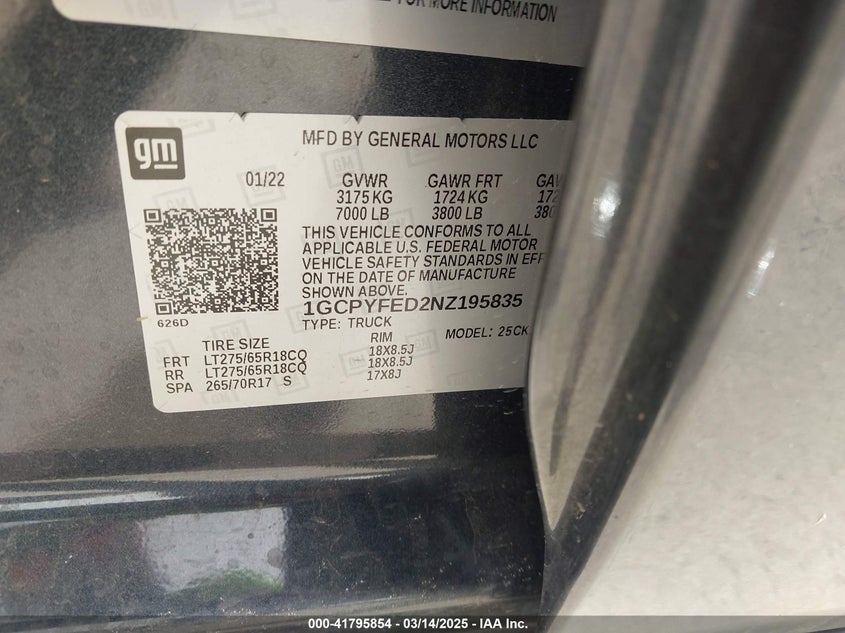 FOR MORE INFORMATION
gm
MFD BY GENERAL MOTORS LLC
01/22 GVWR GAWR FRT
3175 KG 1724 KG
7000 LB 3800 LB
THIS VEHICLE CONFORMS TO ALL
APPLICABLE U.S. FEDERAL MOTOR
VEHICLE SAFETY STANDARDS IN
ON THE DATE OF MANUFACTURE
SHOWN ABOVE.
1GCPYFED2NZ195835
626D
TYPE: TRUCK
MODEL: 25CK
TIRE SIZE RIM
FRT LT275/65R18CQ 18X8.5J
RR LT275/65R18CQ 18X8.5J
SPA 265/70R17 S 17X8J
000-41795854 - 03/14/2025 - IAA Inc.